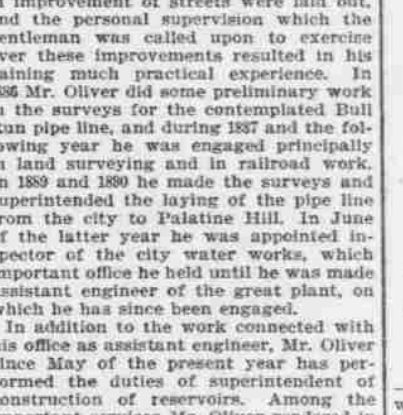 improvement of streets were laid out,
nd the personal supervision which the
entleman was called upon to exercise
ver these improvements resulted in his
aining much practical experience. In
886 Mr. Oliver did some preliminary work
n the surveys for the contemplated Bull
un pipe line, and during 1887 and the fol-
owing year he was engaged principally
n land surveying and in railroad work.
n 1889 and 1890 he made the surveys and
uperintended the laying of the pipe line
rom the city to Palatine Hill. In June
f the latter year he was appointed in-
pector of the city water works, which
mportant office he held until he was made
ssistant engineer of the great plant, on
hich he has since been engaged.
In addition to the work connected with
is office as assistant engineer, Mr. Oliver
ince May of the present year has per-
ormed the duties of superintendent of
onstruction of reservoirs. Among the